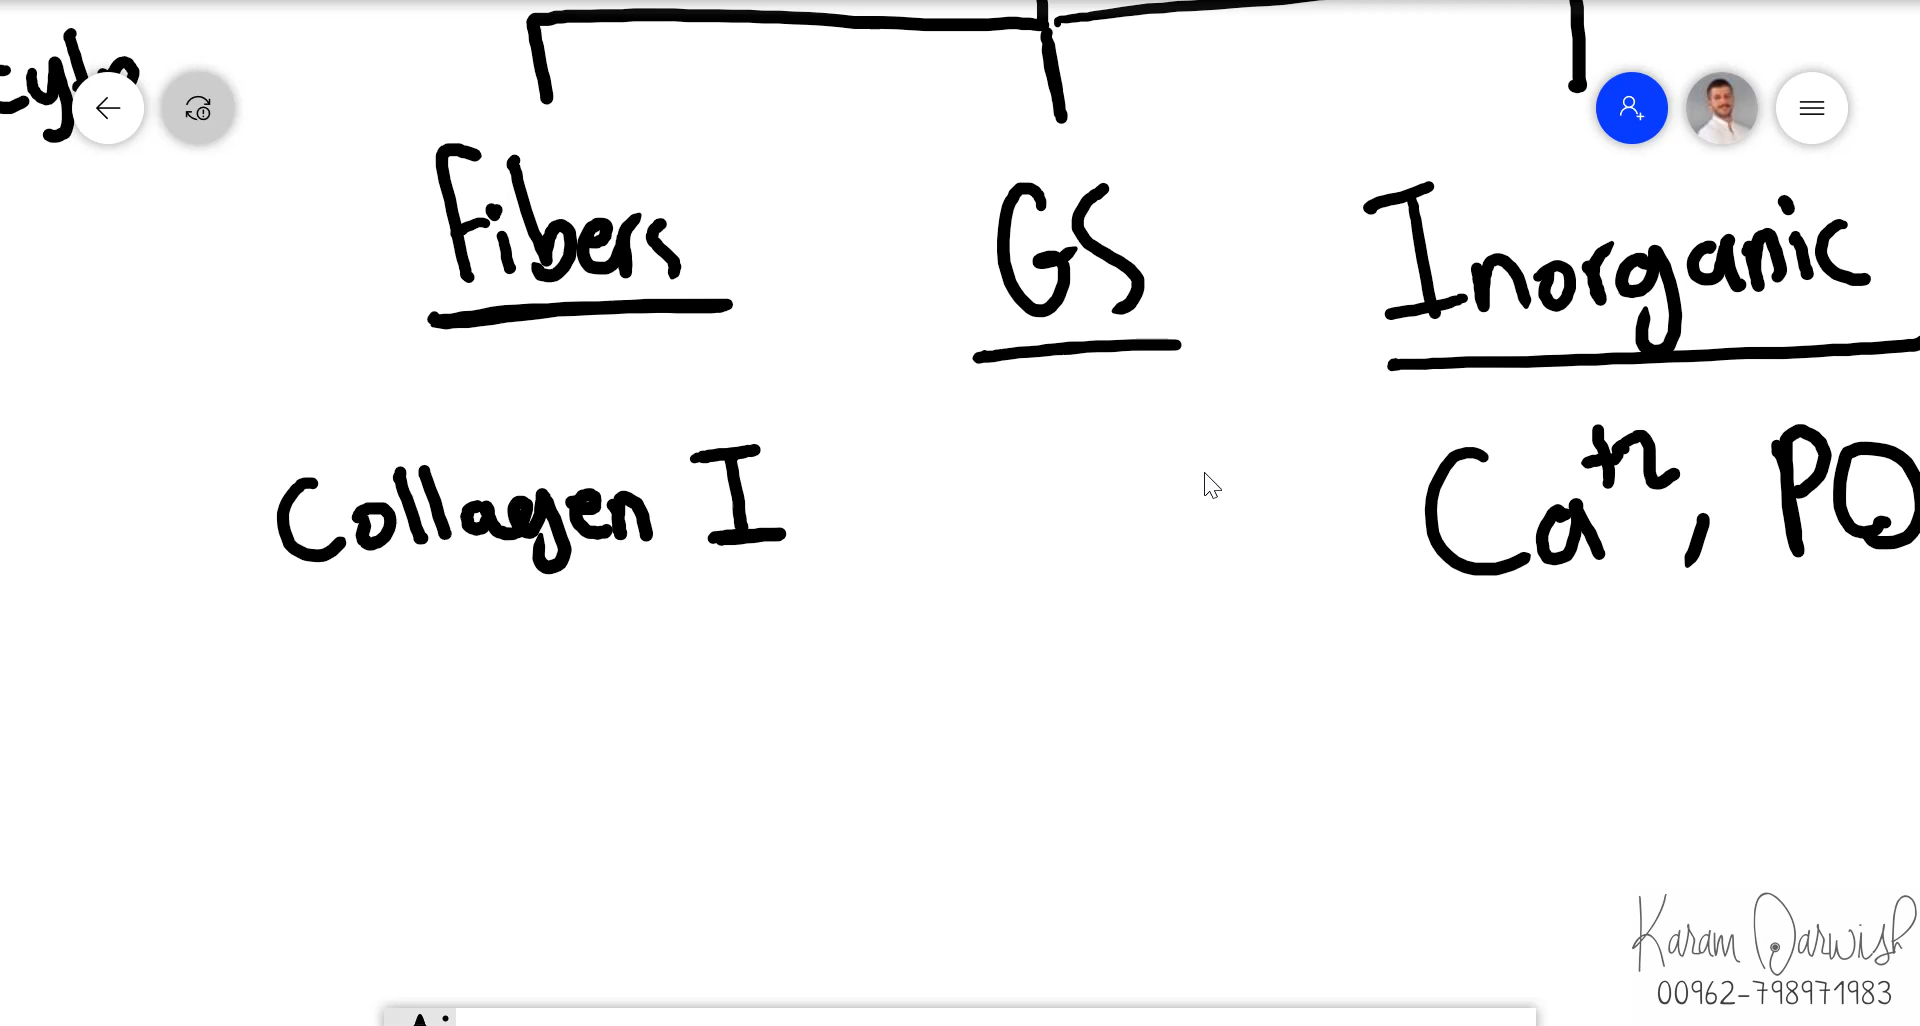 Fibers GS Inorganic
Collagen I Ca+2, PO
Karam Darwish
00962-798971983